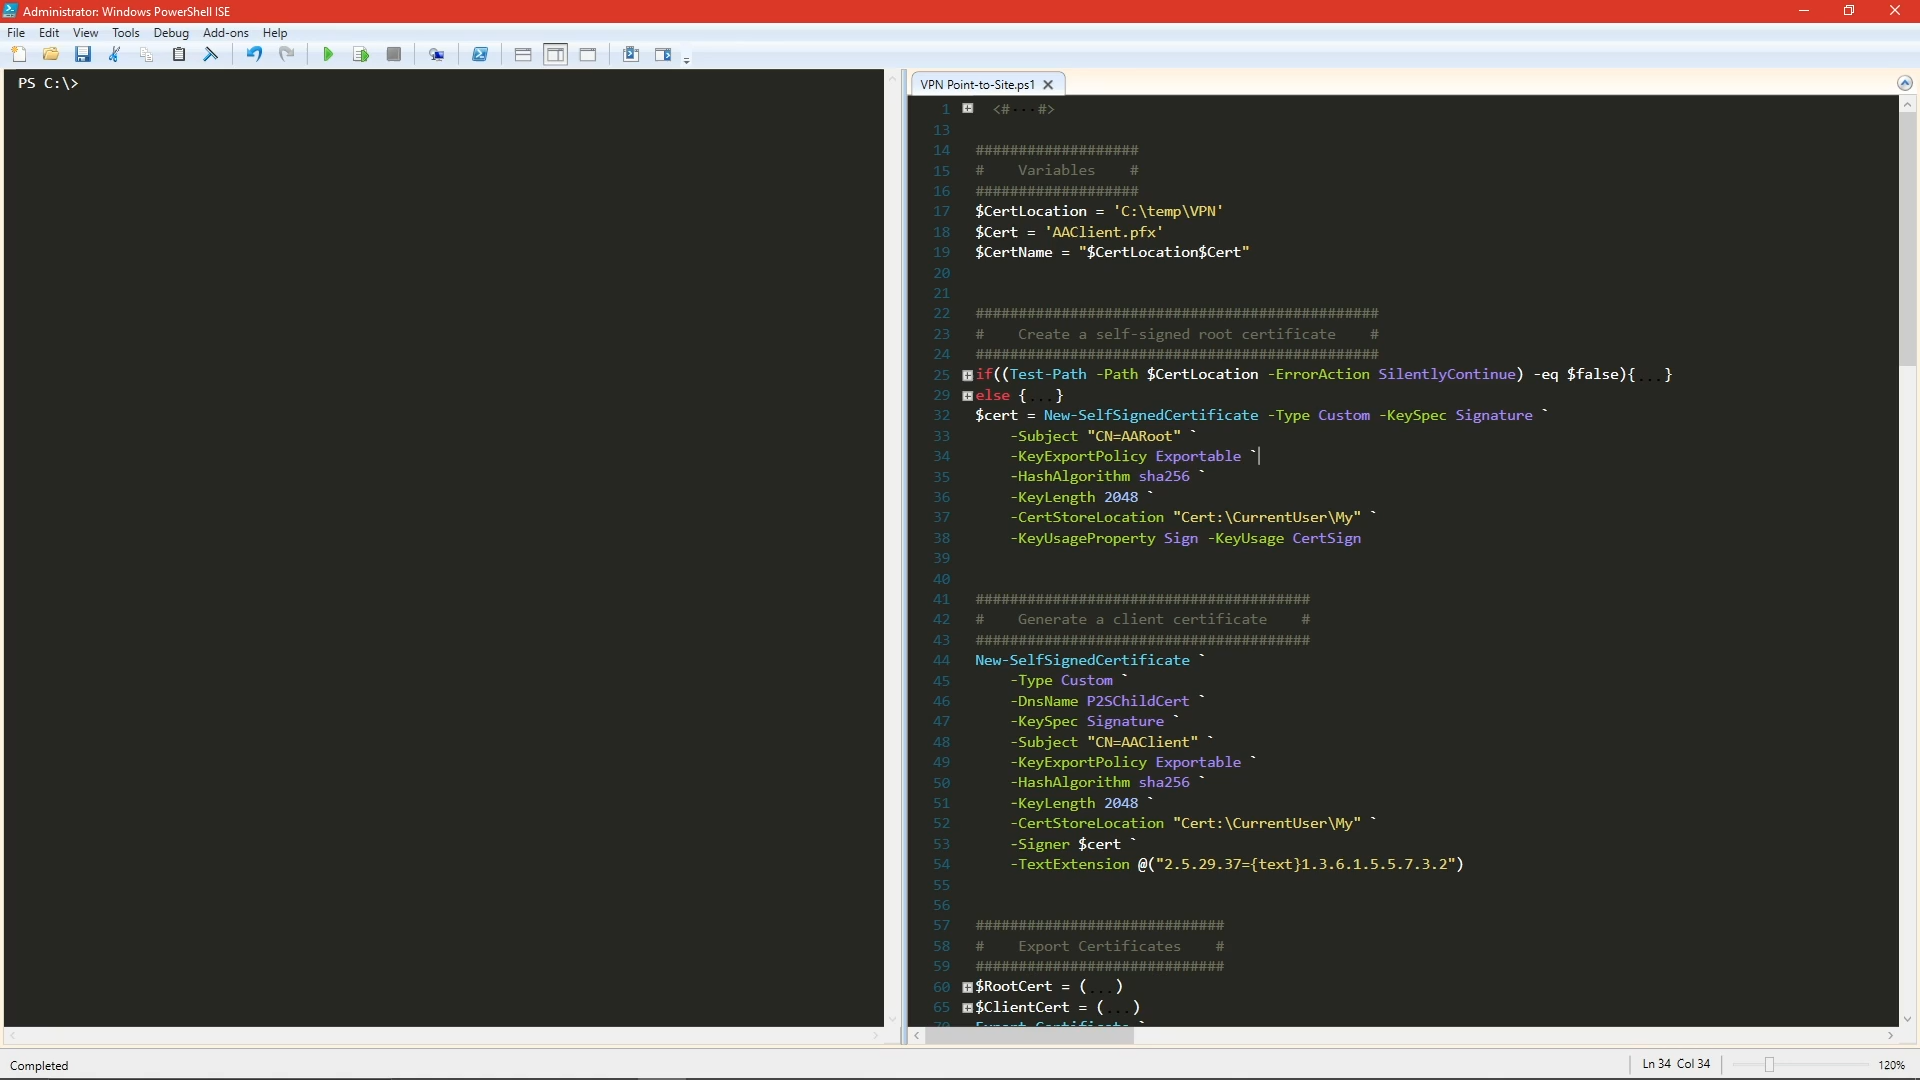 Administrator: Windows PowerShell ISE
File Edit View Tools Debug Add-ons Help
PS C:\>
VPN Point-to-Site.ps1
1 <#...#>
13
14 ###################
15 # Variables #
16 ###################
17 $CertLocation = 'C:\temp\VPN'
18 $Cert = 'AAClient.pfx'
19 $CertName = "$CertLocation$Cert"
20
21
22 ###############################################
23 # Create a self-signed root certificate #
24 ###############################################
25 if((Test-Path -Path $CertLocation -ErrorAction SilentlyContinue) -eq $false){...}
29 else {...}
32 $cert = New-SelfSignedCertificate -Type Custom -KeySpec Signature `
33 -Subject "CN=AARoot" `
34 -KeyExportPolicy Exportable `
35 -HashAlgorithm sha256 `
36 -KeyLength 2048 `
37 -CertStoreLocation "Cert:\CurrentUser\My" `
38 -KeyUsageProperty Sign -KeyUsage CertSign
39
40
41 #######################################
42 # Generate a client certificate #
43 #######################################
44 New-SelfSignedCertificate `
45 -Type Custom `
46 -DnsName P2SChildCert `
47 -KeySpec Signature `
48 -Subject "CN=AAClient" `
49 -KeyExportPolicy Exportable `
50 -HashAlgorithm sha256 `
51 -KeyLength 2048 `
52 -CertStoreLocation "Cert:\CurrentUser\My" `
53 -Signer $cert `
54 -TextExtension @("2.5.29.37={text}1.3.6.1.5.5.7.3.2")
55
56
57 #############################
58 # Export Certificates #
59 #############################
60 $RootCert = (...)
65 $ClientCert = (...)
70 Export-Certificate `
Completed
Ln 34 Col 34
120%